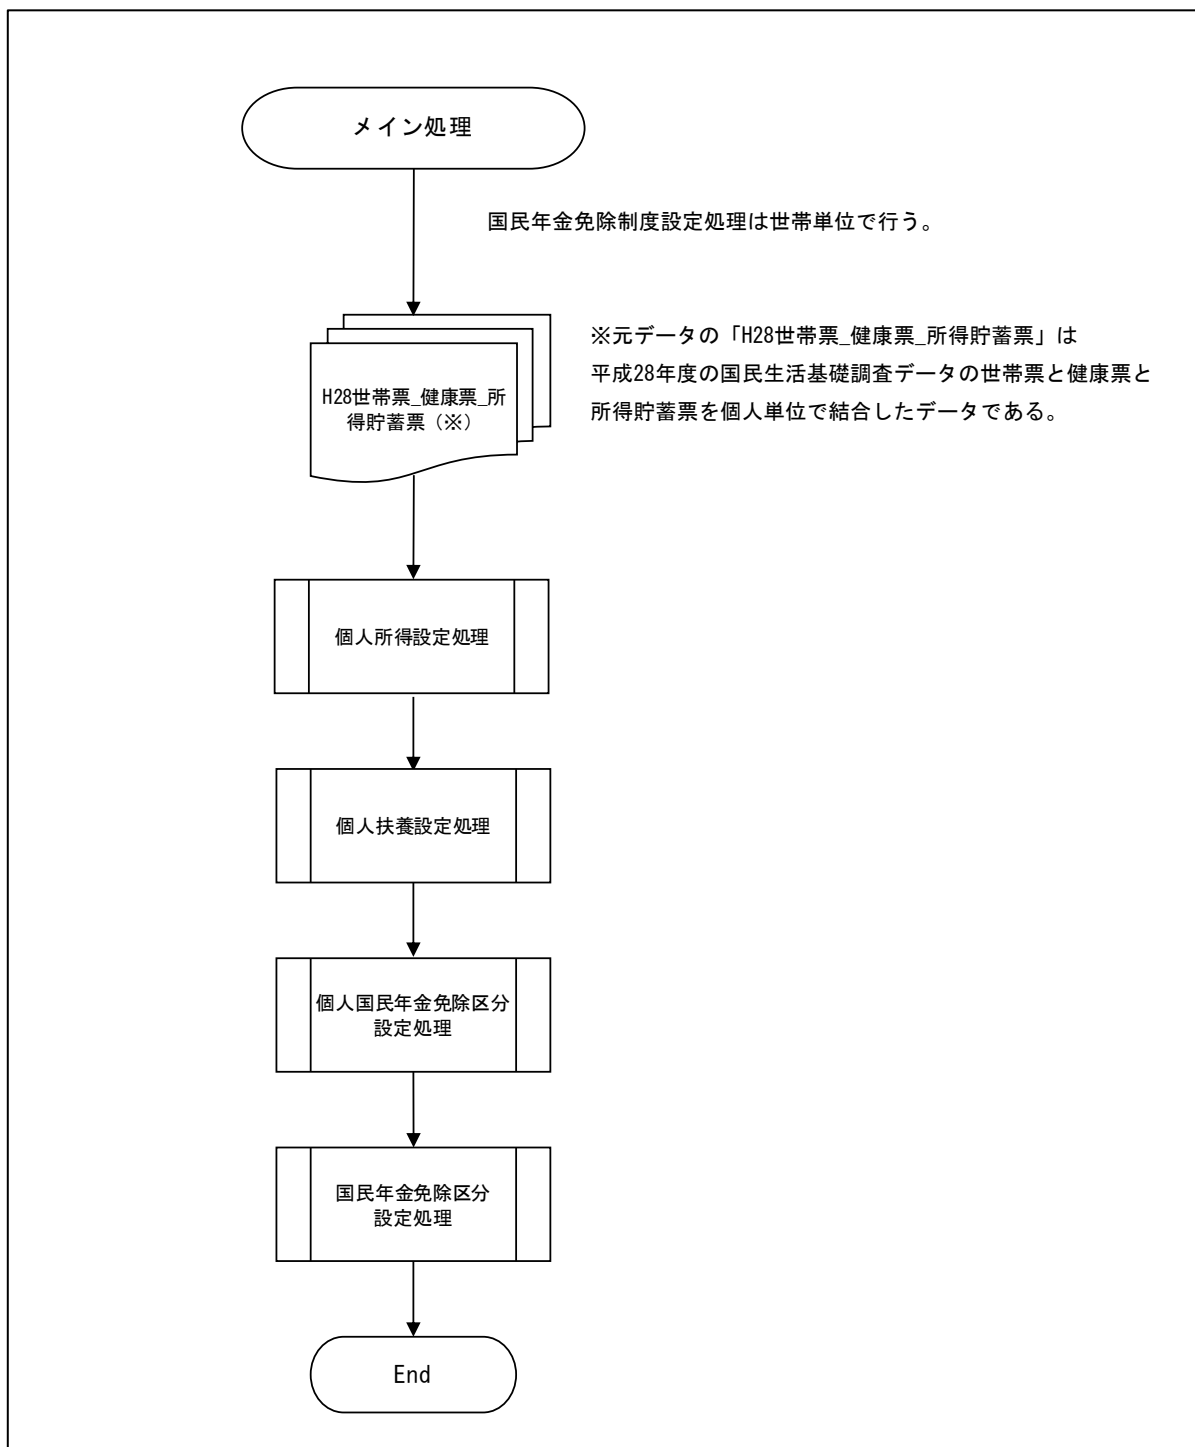 メイン処理
国民年金免除制度設定処理は世帯単位で行う。
※元データの「H28世帯票_健康票_所得貯蓄票」は
平成28年度の国民生活基礎調査データの世帯票と健康票と
所得貯蓄票を個人単位で結合したデータである。
H28世帯票_健康票_所
得貯蓄票（※）
個人所得設定処理
個人扶養設定処理
個人国民年金免除区分
設定処理
国民年金免除区分
設定処理
End